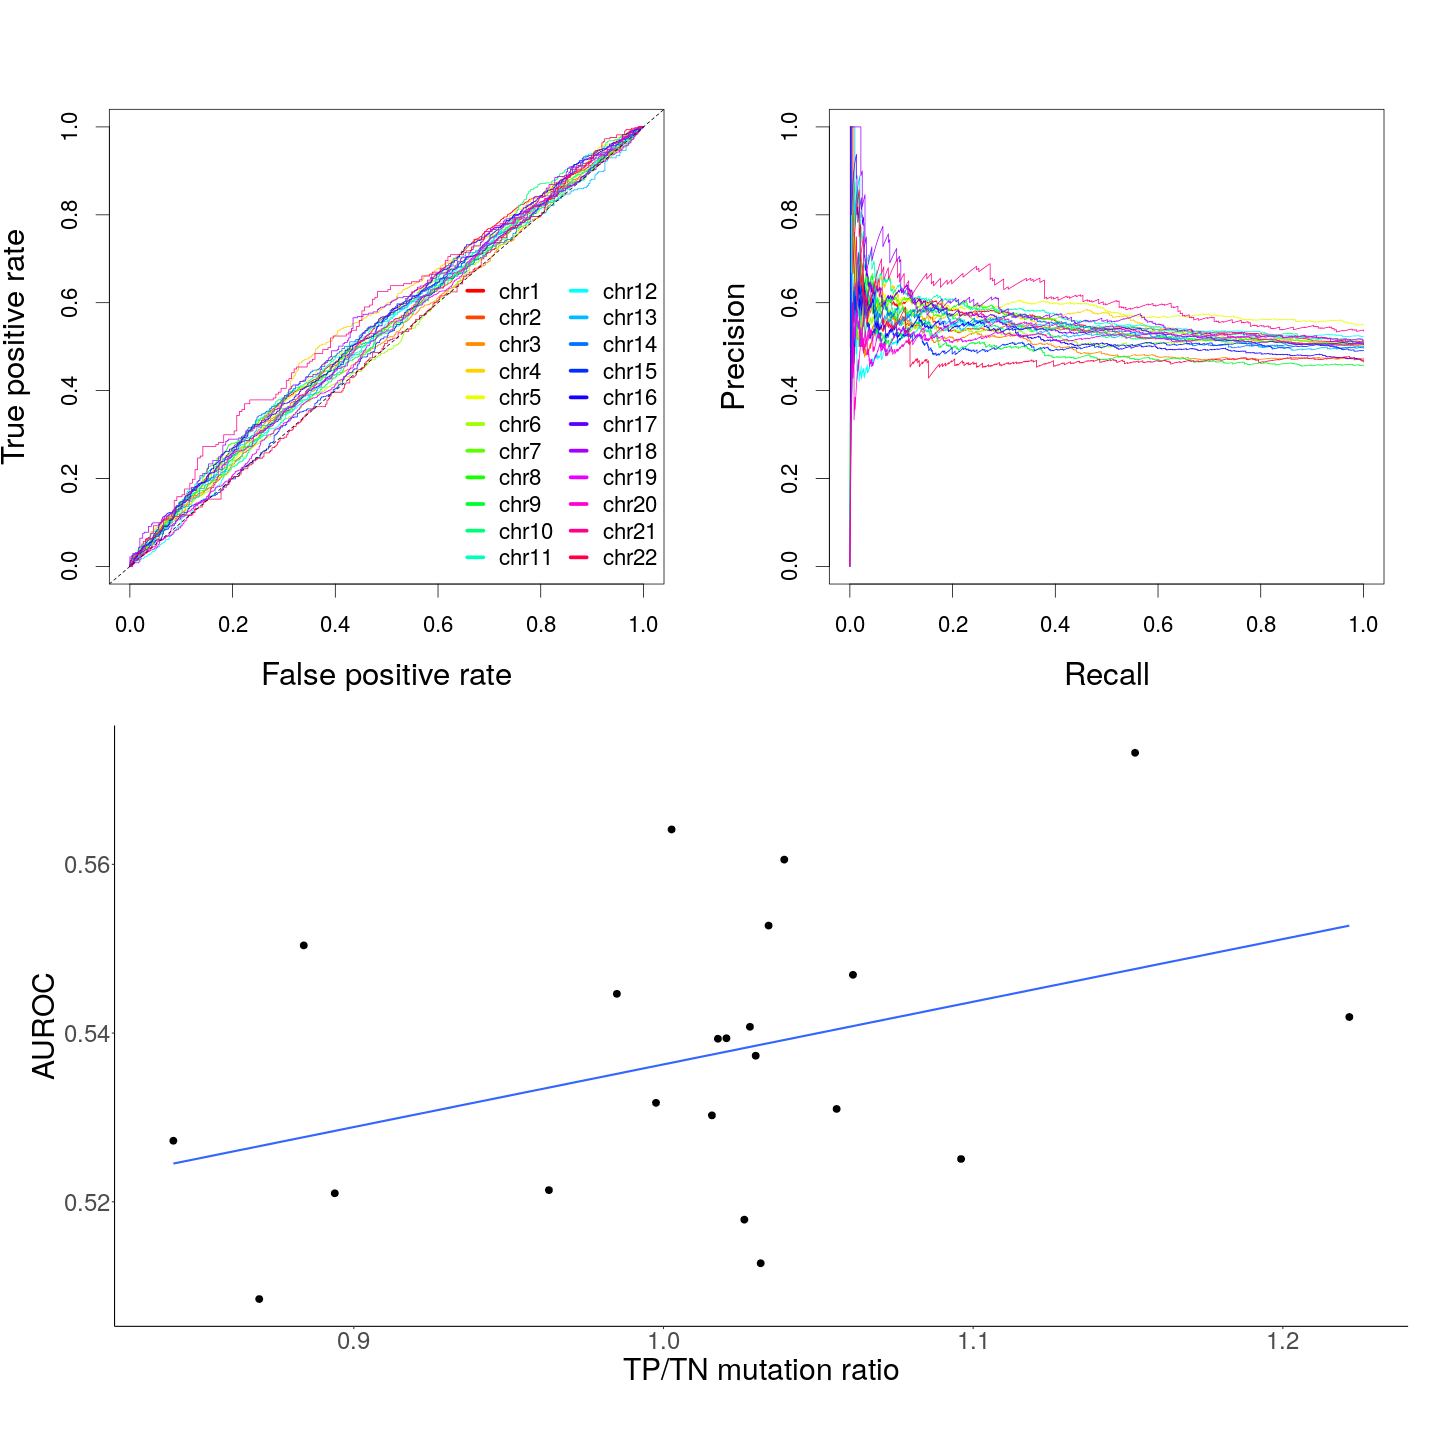 True positive rate
1.0
0.8
0.6
0.4
0.2
0.0
chr1 chr12
chr2 chr13
chr3 chr14
chr4 chr15
chr5 chr16
chr6 chr17
chr7 chr18
chr8 chr19
chr9 chr20
chr10 chr21
chr11 chr22
0.0 0.2 0.4 0.6 0.8 1.0
False positive rate
Precision
1.0
0.8
0.6
0.4
0.2
0.0
0.0 0.2 0.4 0.6 0.8 1.0
Recall
AUROC
0.56
0.54
0.52
0.9 1.0 1.1 1.2
TP/TN mutation ratio